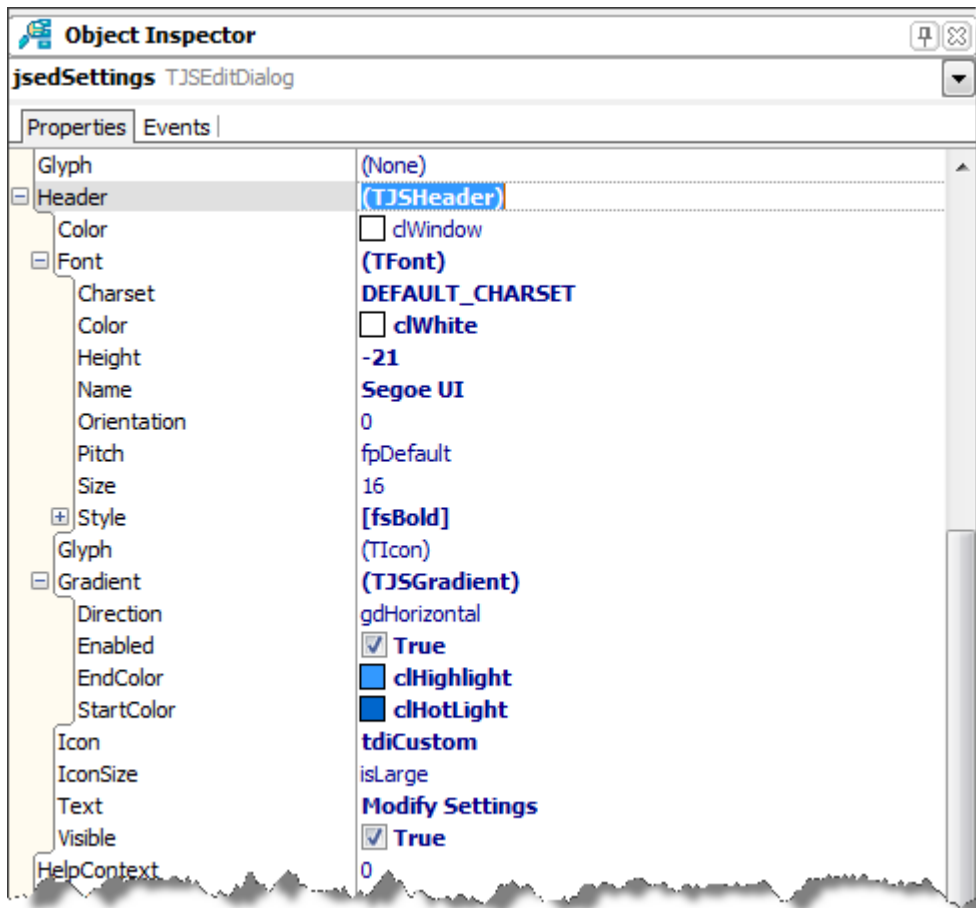 Object Inspector
jsedSettings TJSEditDialog
Properties Events
Glyph (None)
Header (TJSHeader)
Color clWindow
Font (TFont)
Charset DEFAULT_CHARSET
Color clWhite
Height -21
Name Segoe UI
Orientation 0
Pitch fpDefault
Size 16
Style [fsBold]
Glyph (TIcon)
Gradient (TJSGradient)
Direction gdHorizontal
Enabled True
EndColor clHighlight
StartColor clHotLight
Icon tdiCustom
IconSize isLarge
Text Modify Settings
Visible True
HelpContext 0